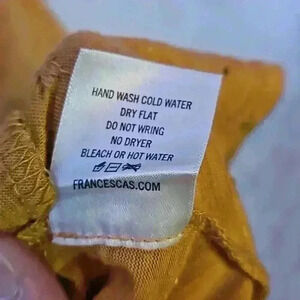 HAND WASH COLD WATER
DRY FLAT
DO NOT WRING
NO DRYER
BLEACH OR HOT WATER
FRANCESCAS.COM